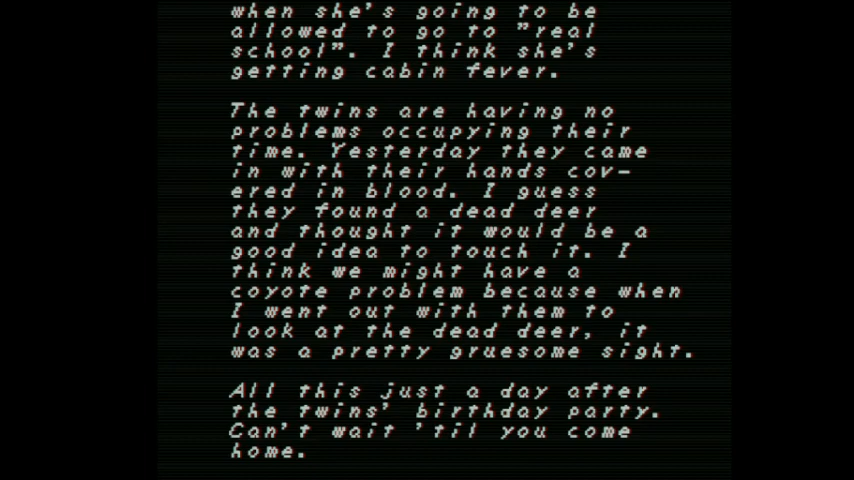 when she's going to be
allowed to go to "real
school". I think she's
getting cabin fever.
The twins are having no
problems occupying their
time. Yesterday they came
in with their hands cov-
ered in blood. I guess
they found a dead deer
and thought it would be a
good idea to touch it. I
think we might have a
coyote problem because when
I went out with them to
look at the dead deer, it
was a pretty gruesome sight.
All this just a day after
the twins' birthday party.
Can't wait 'til you come
home.